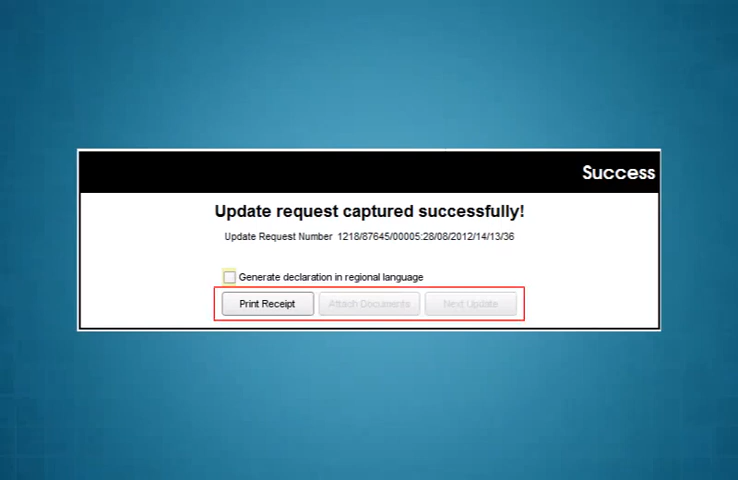 Success
Update request captured successfully!
Update Request Number 1218/87645/00005:28/08/2012/14/13/36
Generate declaration in regional language
Print Receipt Attach Documents Next Update